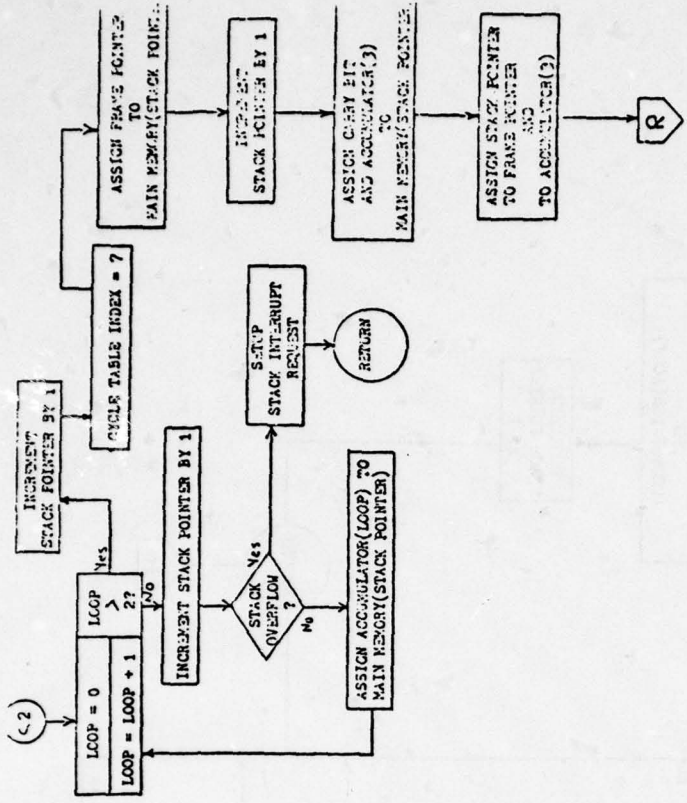 C2
LOOP = 0
LOOP = LOOP + 1
LOOP
>
2?
Yes
No
INCREMENT
STACK POINTER BY 1
CYCLE TABLE INDEX = 7
INCREMENT STACK POINTER BY 1
STACK
OVERFLOW
?
Yes
No
SETUP
STACK INTERRUPT
REQUEST
RETURN
ASSIGN ACCUMULATOR(LOOP) TO
MAIN MEMORY(STACK POINTER)
ASSIGN FRAME POINTER
TO
MAIN MEMORY(STACK POINT
INCREMENT
STACK POINTER BY 1
ASSIGN CARRY BIT
AND ACCUMULATOR(3)
TO
MAIN MEMORY(STACK POINTER
ASSIGN STACK POINTER
TO FRAME POINTER
AND
TO ACCUMULATOR(3)
R